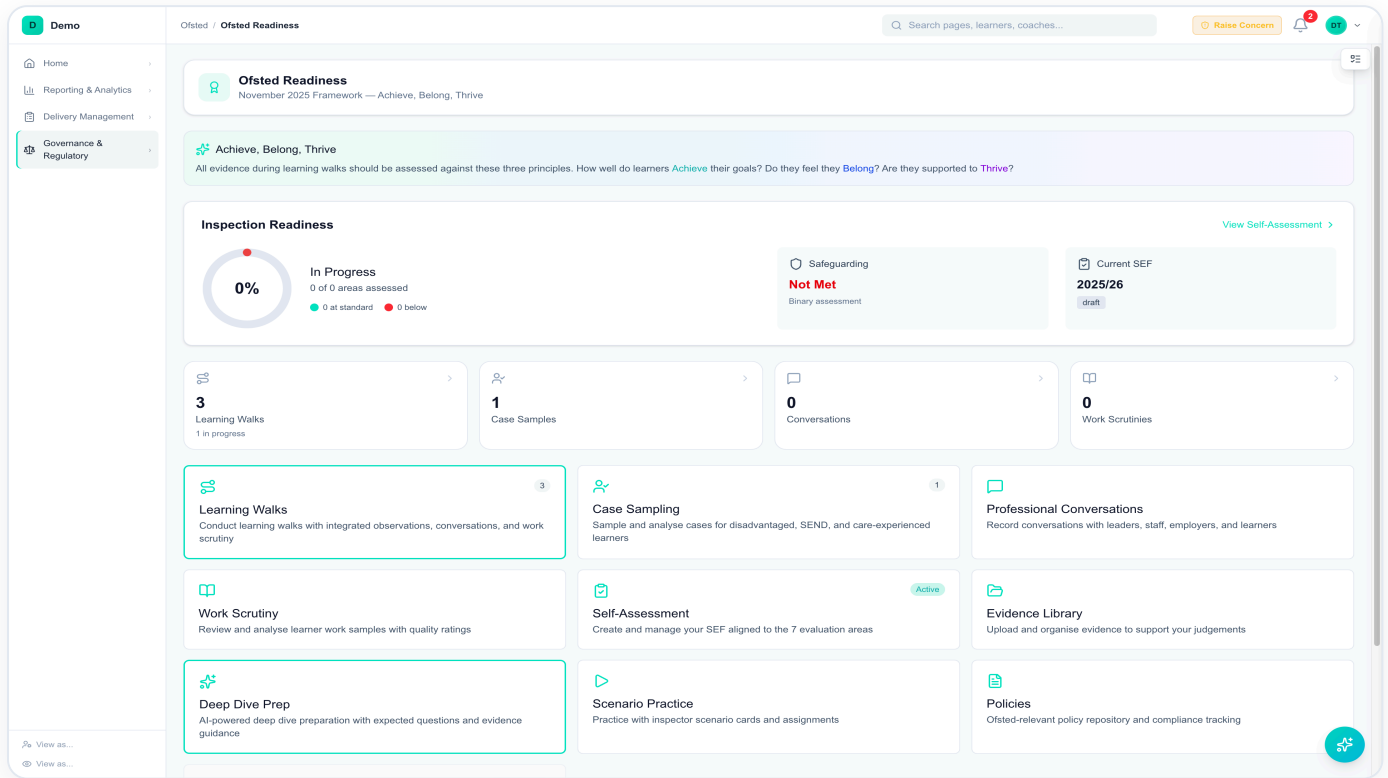 D Demo
Ofsted / Ofsted Readiness
Search pages, learners, coaches...
Raise Concern
2
DT
Home
Reporting & Analytics
Delivery Management
Governance &
Regulatory
View as...
View as...
Ofsted Readiness
November 2025 Framework — Achieve, Belong, Thrive
Achieve, Belong, Thrive
All evidence during learning walks should be assessed against these three principles. How well do learners Achieve their goals? Do they feel they Belong? Are they supported to Thrive?
Inspection Readiness
View Self-Assessment
0%
In Progress
0 of 0 areas assessed
0 at standard 0 below
Safeguarding
Not Met
Binary assessment
Current SEF
2025/26
draft
3
Learning Walks
1 in progress
1
Case Samples
0
Conversations
0
Work Scrutinies
3
Learning Walks
Conduct learning walks with integrated observations, conversations, and work
scrutiny
1
Case Sampling
Sample and analyse cases for disadvantaged, SEND, and care-experienced
learners
Professional Conversations
Record conversations with leaders, staff, employers, and learners
Work Scrutiny
Review and analyse learner work samples with quality ratings
Active
Self-Assessment
Create and manage your SEF aligned to the 7 evaluation areas
Evidence Library
Upload and organise evidence to support your judgements
Deep Dive Prep
AI-powered deep dive preparation with expected questions and evidence
guidance
Scenario Practice
Practice with inspector scenario cards and assignments
Policies
Ofsted-relevant policy repository and compliance tracking